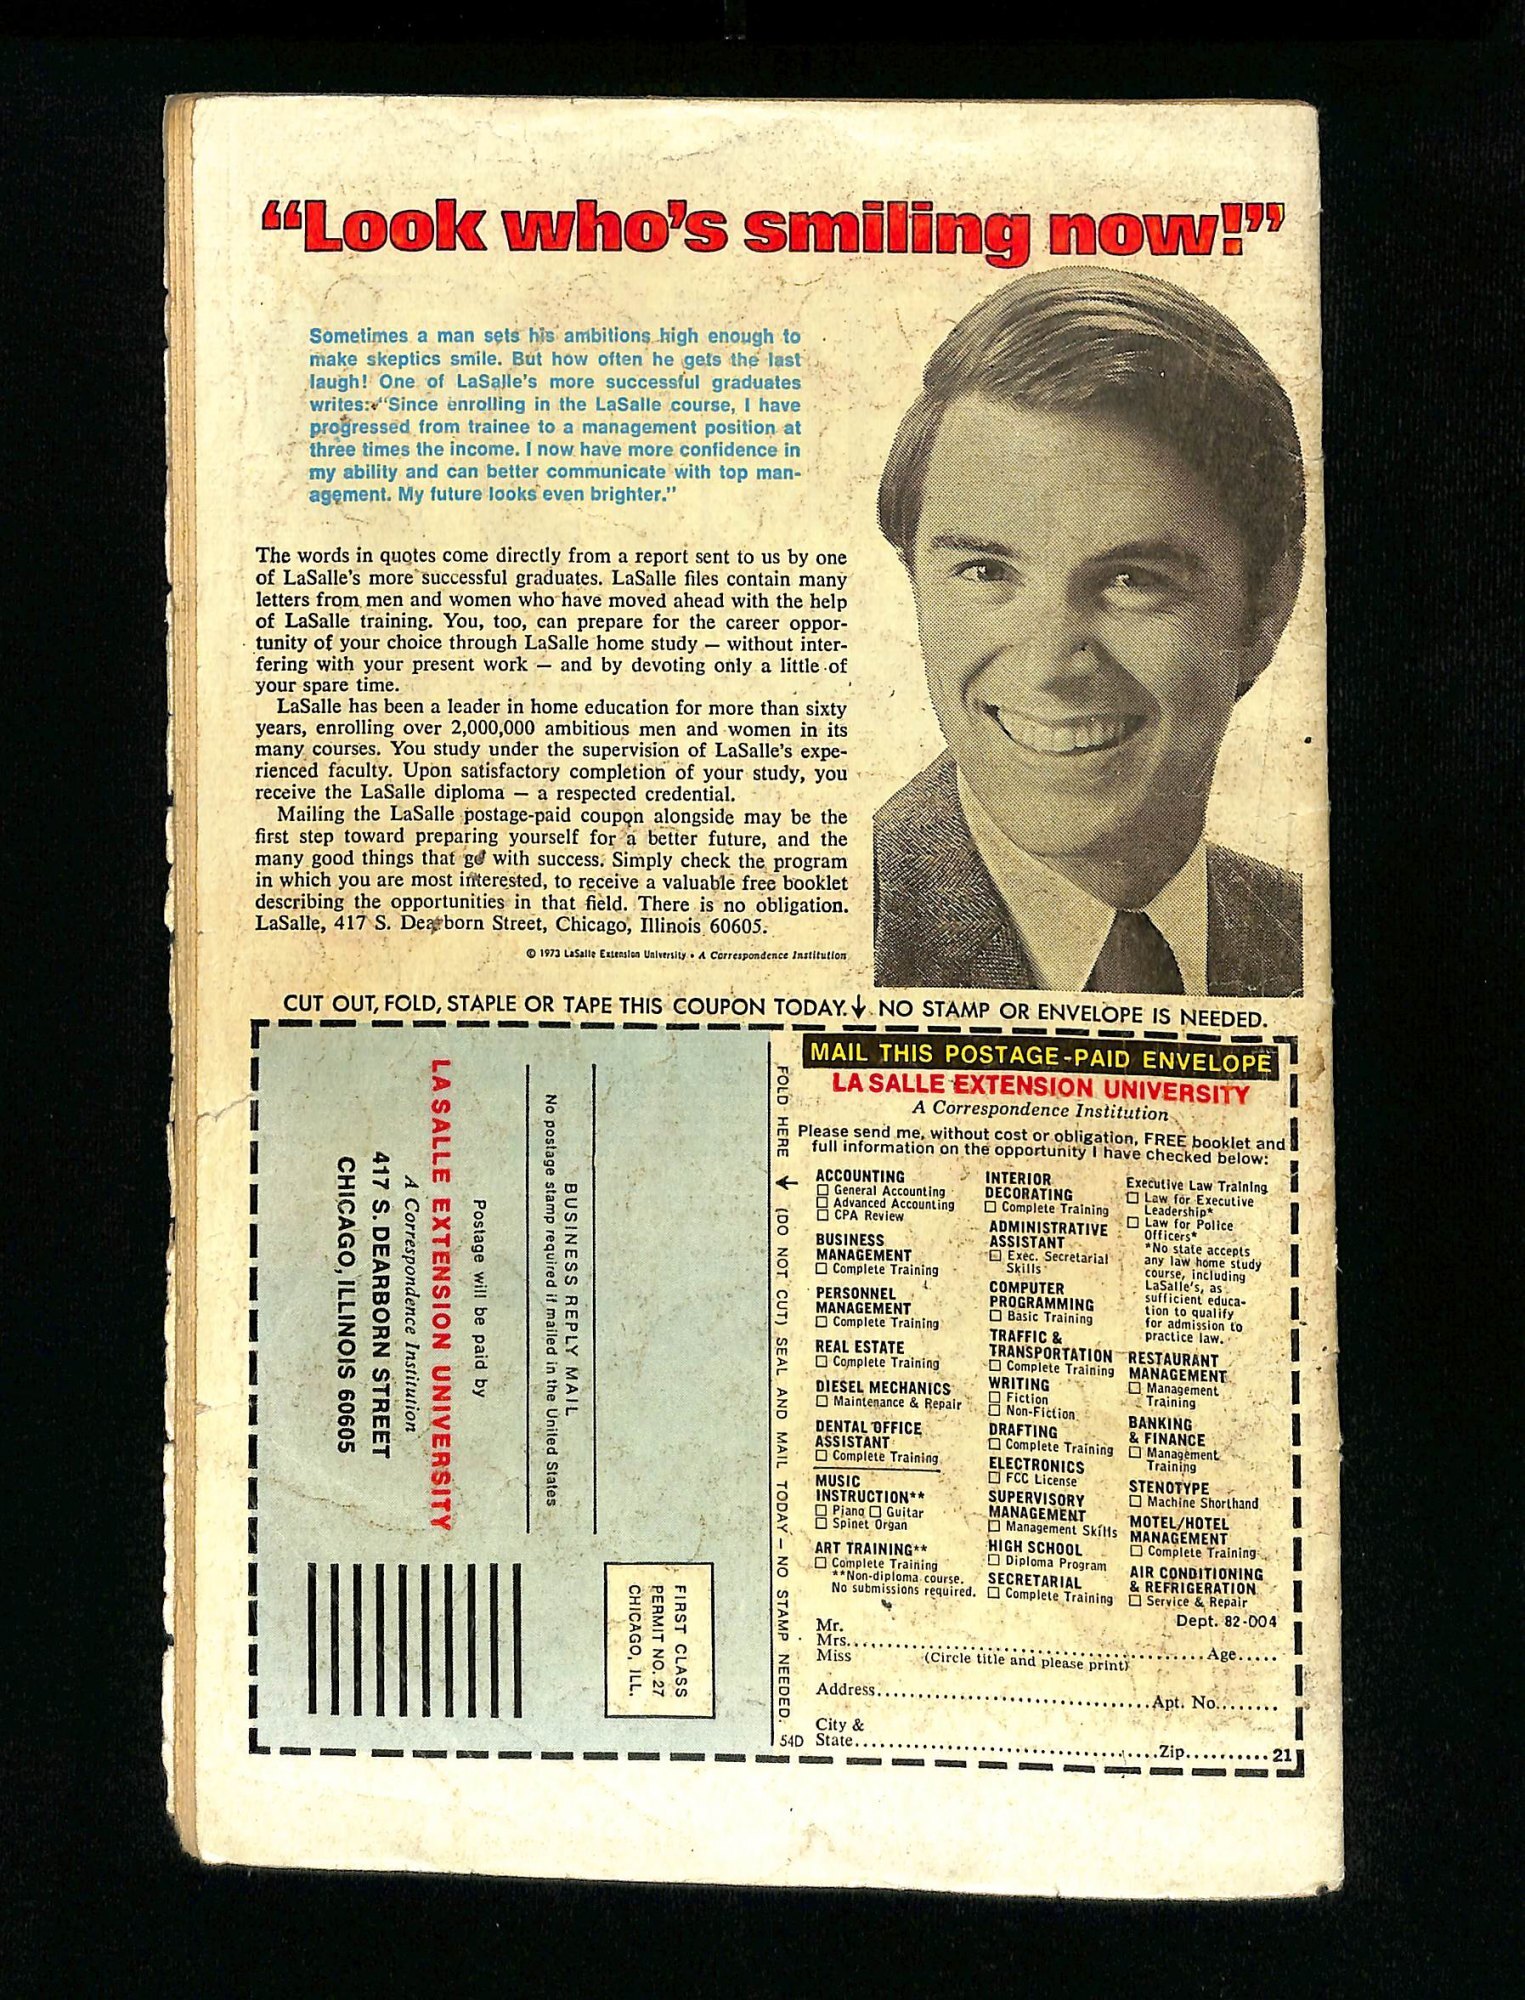 “Look who’s smiling now!”
Sometimes a man sets his ambitions high enough to
make skeptics smile. But how often he gets the last
laugh! One of LaSalle's more successful graduates
writes: "Since enrolling in the LaSalle course, I have
progressed from trainee to a management position at
three times the income. I now have more confidence in
my ability and can better communicate with top man-
agement. My future looks even brighter."
The words in quotes come directly from a report sent to us by one
of LaSalle's more successful graduates. LaSalle files contain many
letters from men and women who have moved ahead with the help
of LaSalle training. You, too, can prepare for the career oppor-
tunity of your choice through LaSalle home study — without inter-
fering with your present work — and by devoting only a little of
your spare time.
LaSalle has been a leader in home education for more than sixty
years, enrolling over 2,000,000 ambitious men and women in its
many courses. You study under the supervision of LaSalle's expe-
rienced faculty. Upon satisfactory completion of your study, you
receive the LaSalle diploma — a respected credential.
Mailing the LaSalle postage-paid coupon alongside may be the
first step toward preparing yourself for a better future, and the
many good things that go with success. Simply check the program
in which you are most interested, to receive a valuable free booklet
describing the opportunities in that field. There is no obligation.
LaSalle, 417 S. Dearborn Street, Chicago, Illinois 60605.
© 1973 LaSalle Extension University • A Correspondence Institution
CUT OUT, FOLD, STAPLE OR TAPE THIS COUPON TODAY.↓ NO STAMP OR ENVELOPE IS NEEDED.
FIRST CLASS
PERMIT NO. 27
CHICAGO, ILL.
BUSINESS REPLY MAIL
No postage stamp required if mailed in the United States
Postage will be paid by
LA SALLE EXTENSION UNIVERSITY
A Correspondence Institution
417 S. DEARBORN STREET
CHICAGO, ILLINOIS 60605
FOLD HERE ↓ (DO NOT CUT) SEAL AND MAIL TODAY — NO STAMP NEEDED.
54D
MAIL THIS POSTAGE-PAID ENVELOPE
LA SALLE EXTENSION UNIVERSITY
A Correspondence Institution
Please send me, without cost or obligation, FREE booklet and
full information on the opportunity I have checked below:
ACCOUNTING
☐ General Accounting
☐ Advanced Accounting
☐ CPA Review
BUSINESS
MANAGEMENT
☐ Complete Training
PERSONNEL
MANAGEMENT
☐ Complete Training
REAL ESTATE
☐ Complete Training
DIESEL MECHANICS
☐ Maintenance & Repair
DENTAL OFFICE
ASSISTANT
☐ Complete Training
MUSIC
INSTRUCTION**
☐ Piano ☐ Guitar
☐ Spinet Organ
ART TRAINING**
☐ Complete Training
**Non-diploma course.
No submissions required.
INTERIOR
DECORATING
☐ Complete Training
ADMINISTRATIVE
ASSISTANT
☐ Exec. Secretarial
Skills
COMPUTER
PROGRAMMING
☐ Basic Training
TRAFFIC &
TRANSPORTATION
☐ Complete Training
WRITING
☐ Fiction
☐ Non-Fiction
DRAFTING
☐ Complete Training
ELECTRONICS
☐ FCC License
SUPERVISORY
MANAGEMENT
☐ Management Skills
HIGH SCHOOL
☐ Diploma Program
SECRETARIAL
☐ Complete Training
Executive Law Training
☐ Law for Executive
Leadership*
☐ Law for Police
Officers*
*No state accepts
any law home study
course, including
LaSalle's, as
sufficient educa-
tion to qualify
for admission to
practice law.
RESTAURANT
MANAGEMENT
☐ Management
Training
BANKING
& FINANCE
☐ Management
Training
STENOTYPE
☐ Machine Shorthand
MOTEL/HOTEL
MANAGEMENT
☐ Complete Training
AIR CONDITIONING
& REFRIGERATION
☐ Service & Repair
Dept. 82-004
Mr.
Mrs. Age
Miss (Circle title and please print)
Address Apt. No.
City &
State Zip 21